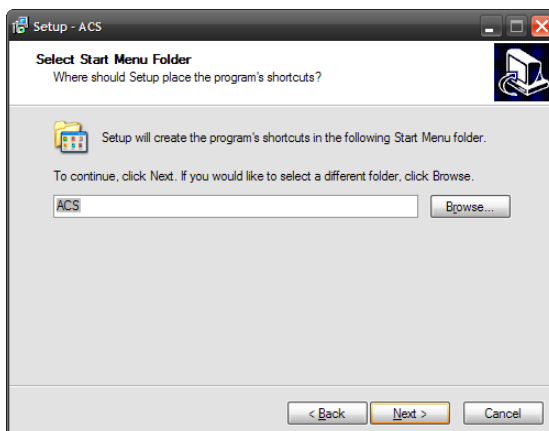 Setup - ACS
Select Start Menu Folder
Where should Setup place the program's shortcuts?
Setup will create the program's shortcuts in the following Start Menu folder.
To continue, click Next. If you would like to select a different folder, click Browse.
ACS
Browse...
< Back
Next >
Cancel